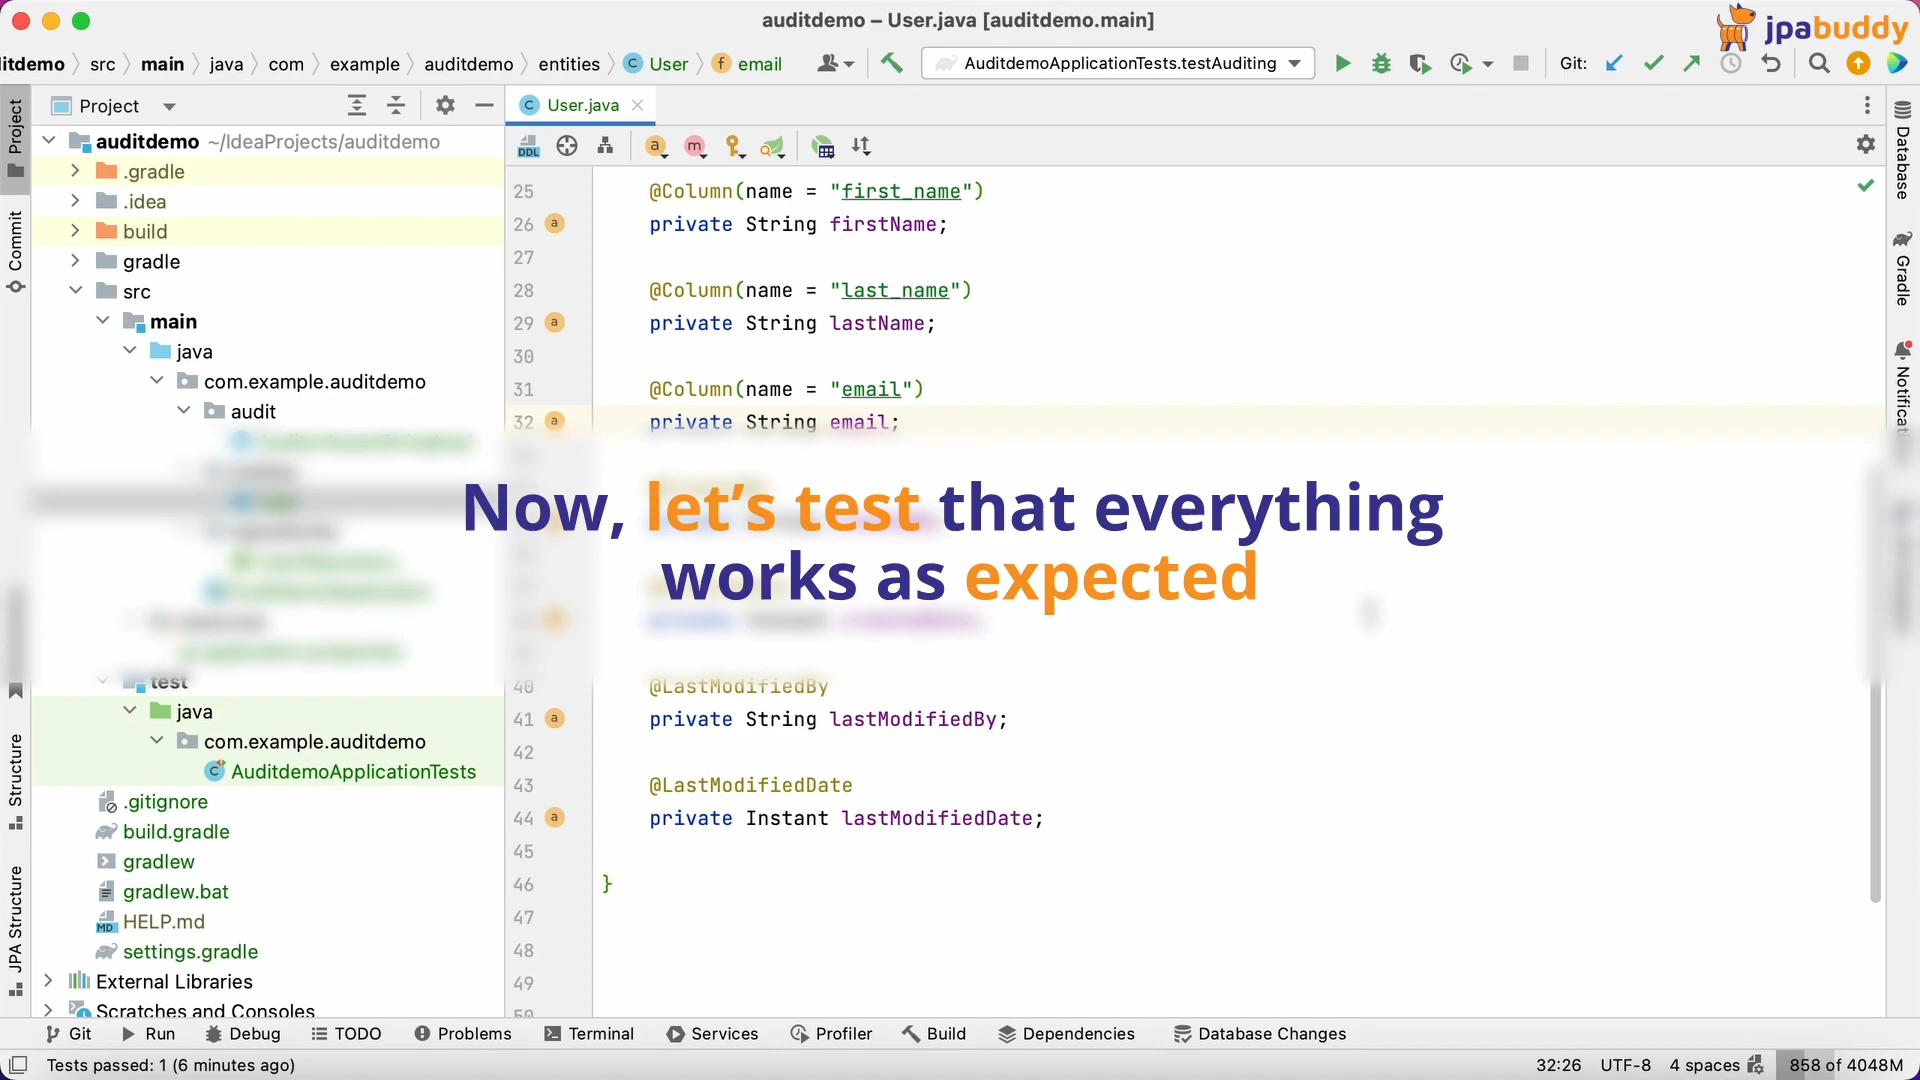 auditdemo – User.java [auditdemo.main]
jpabuddy
itdemo src main java com example auditdemo entities User email
AuditdemoApplicationTests.testAuditing
Git:
Project
User.java
Project
Commit
Structure
JPA Structure
auditdemo ~/IdeaProjects/auditdemo
.gradle
.idea
build
gradle
src
main
java
com.example.auditdemo
audit
test
java
com.example.auditdemo
AuditdemoApplicationTests
.gitignore
build.gradle
gradlew
gradlew.bat
HELP.md
settings.gradle
External Libraries
Scratches and Consoles
DDL
25 @Column(name = "first_name")
26 private String firstName;
27
28 @Column(name = "last_name")
29 private String lastName;
30
31 @Column(name = "email")
32 private String email;
Now, let's test that everything
works as expected
40 @LastModifiedBy
41 private String lastModifiedBy;
42
43 @LastModifiedDate
44 private Instant lastModifiedDate;
45
46 }
47
48
49
50
Database
Gradle
Notificati
Git Run Debug TODO Problems Terminal Services Profiler Build Dependencies Database Changes
Tests passed: 1 (6 minutes ago)
32:26 UTF-8 4 spaces 858 of 4048M